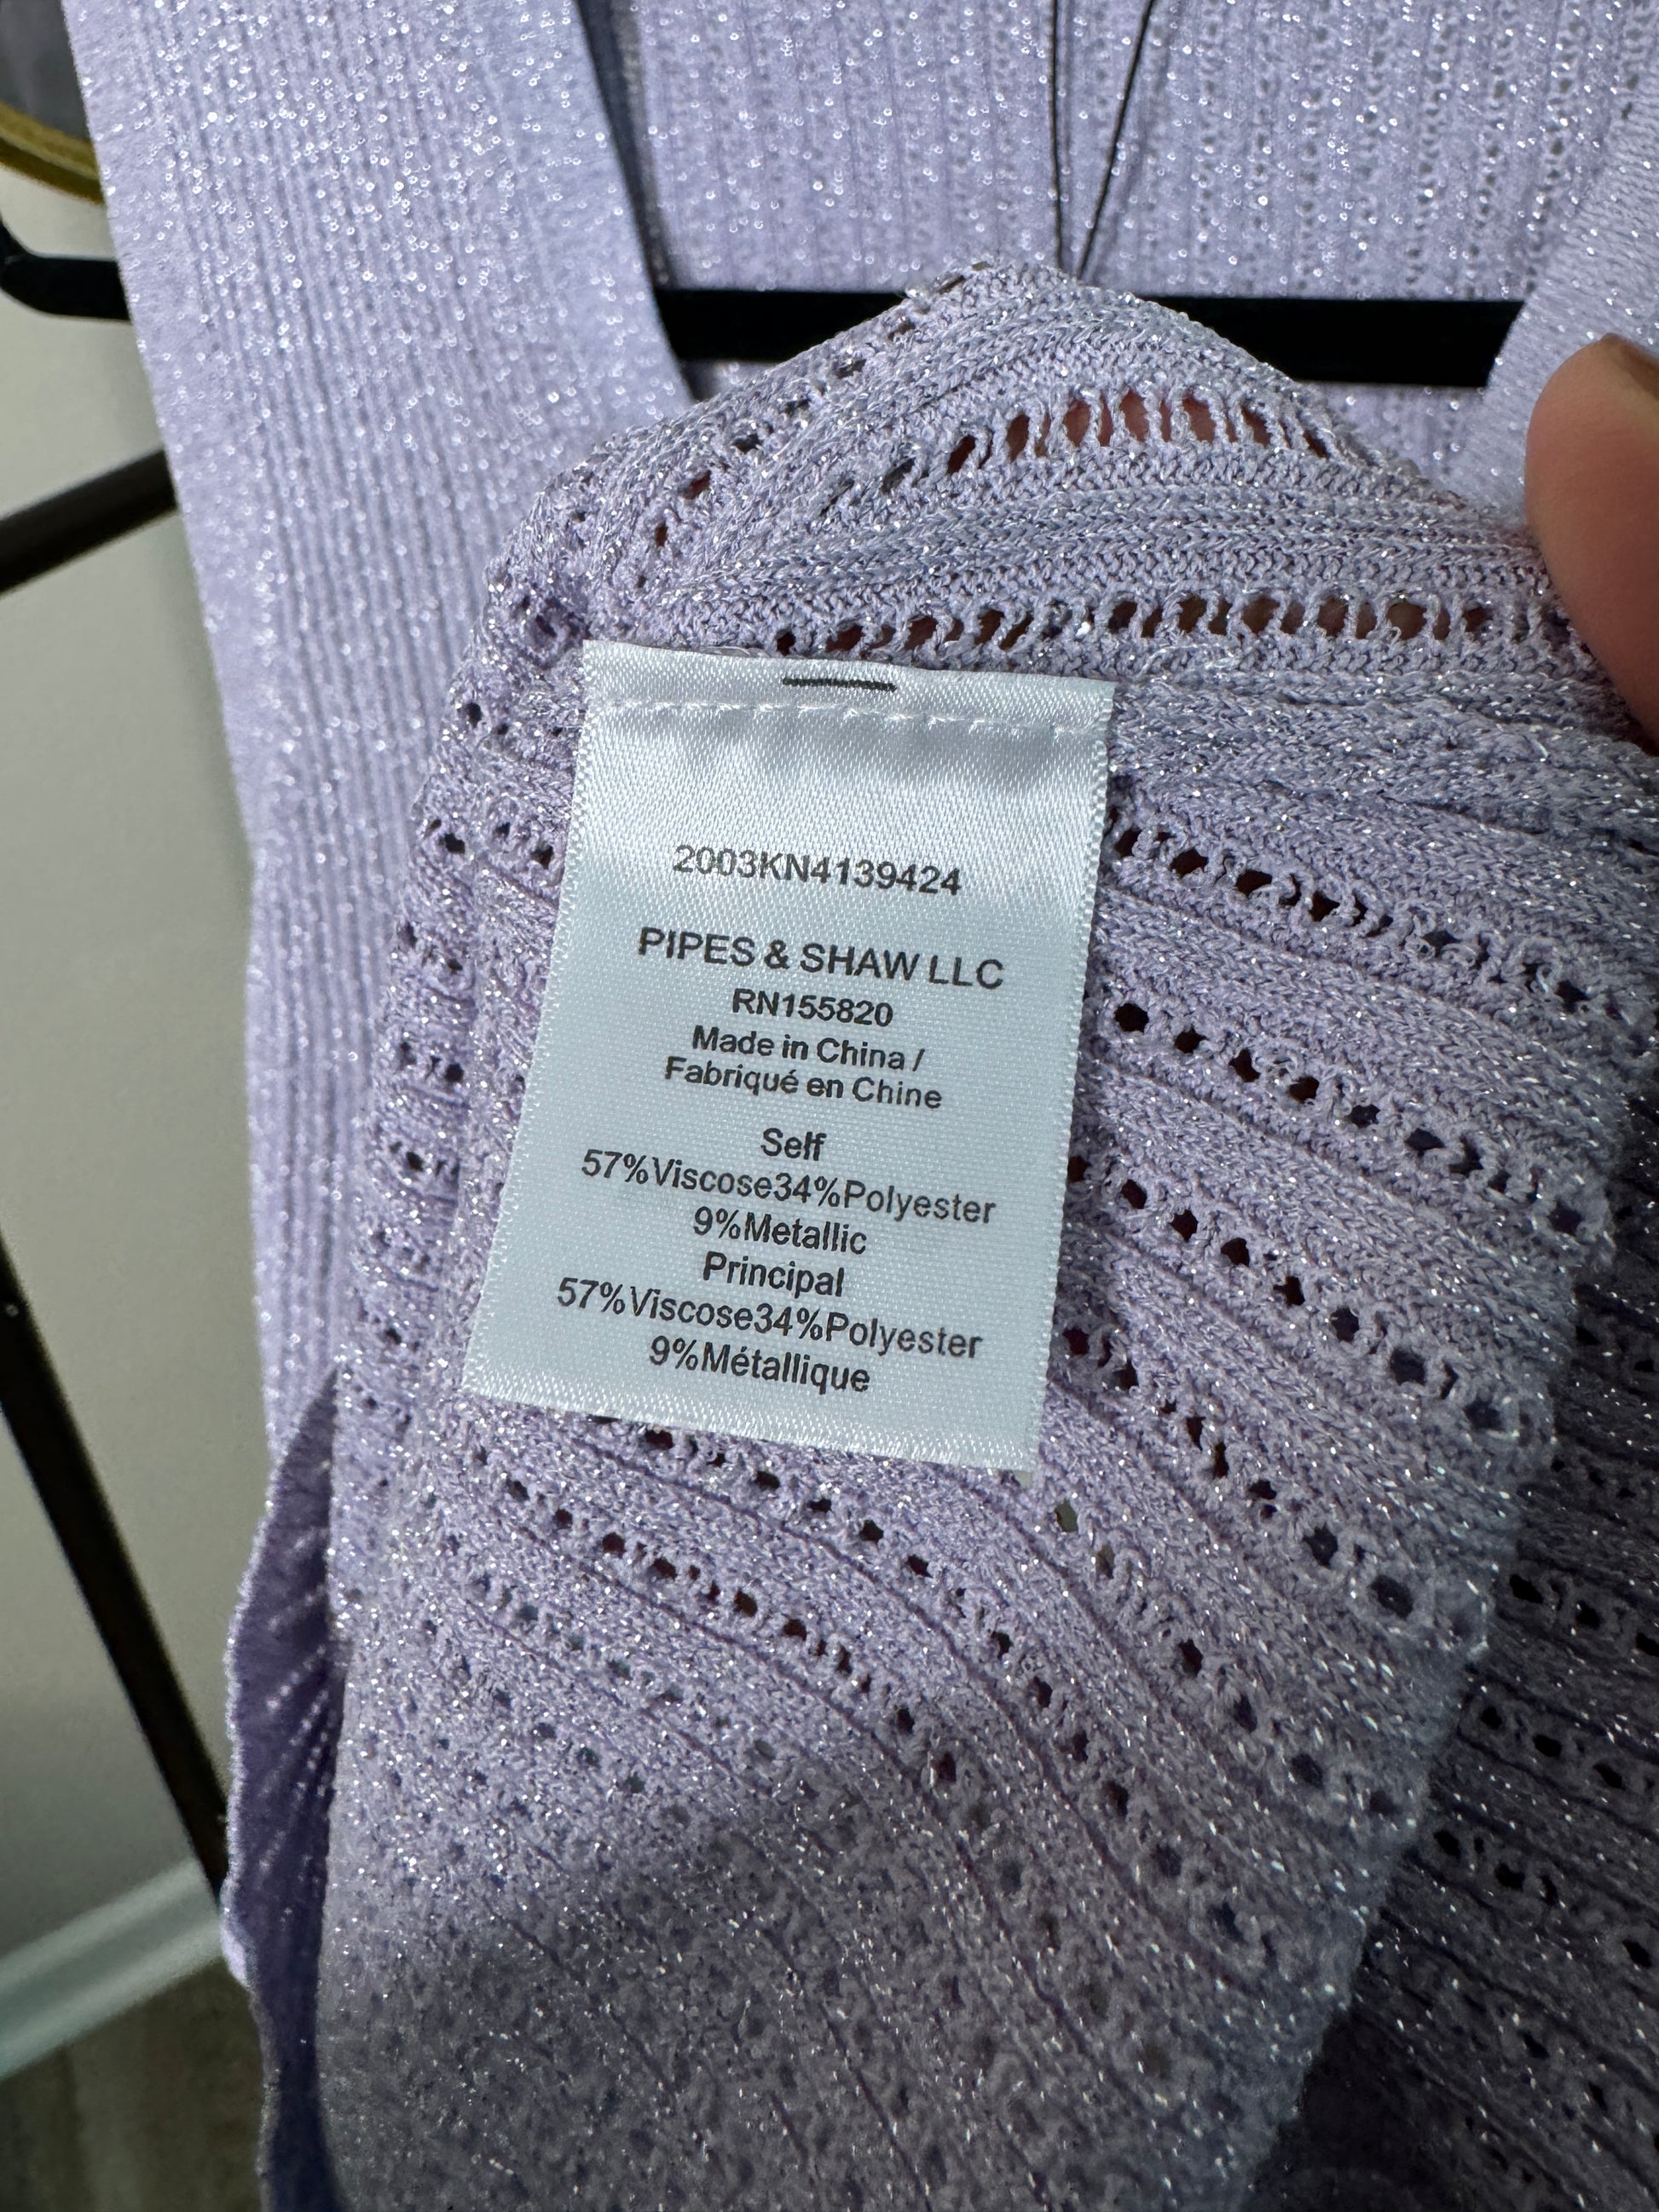 2003KN4139424
PIPES & SHAW LLC
RN155820
Made in China /
Fabriqué en Chine
Self
57%Viscose34%Polyester
9%Metallic
Principal
57%Viscose34%Polyester
9%Métallique